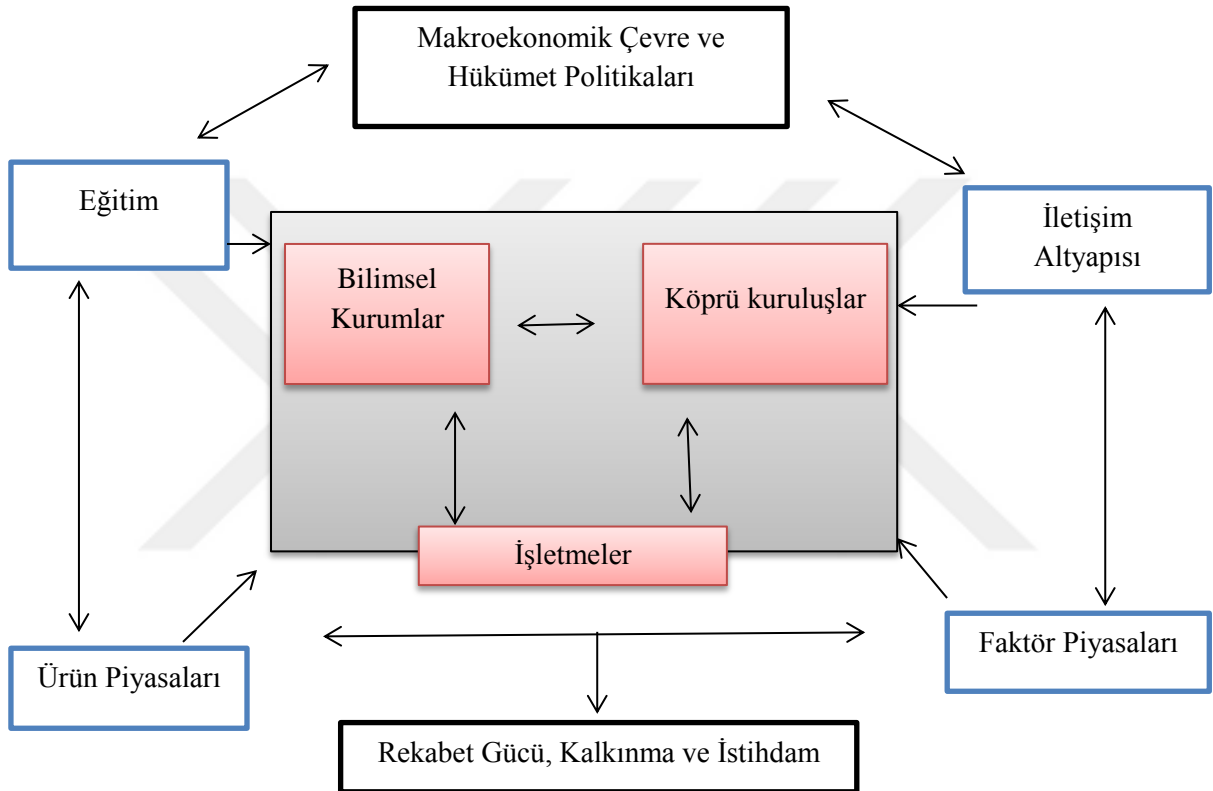 Makroekonomik Çevre ve
Hükümet Politikaları
Eğitim
İletişim
Altyapısı
Bilimsel
Kurumlar
Köprü kuruluşlar
İşletmeler
Ürün Piyasaları
Faktör Piyasaları
Rekabet Gücü, Kalkınma ve İstihdam